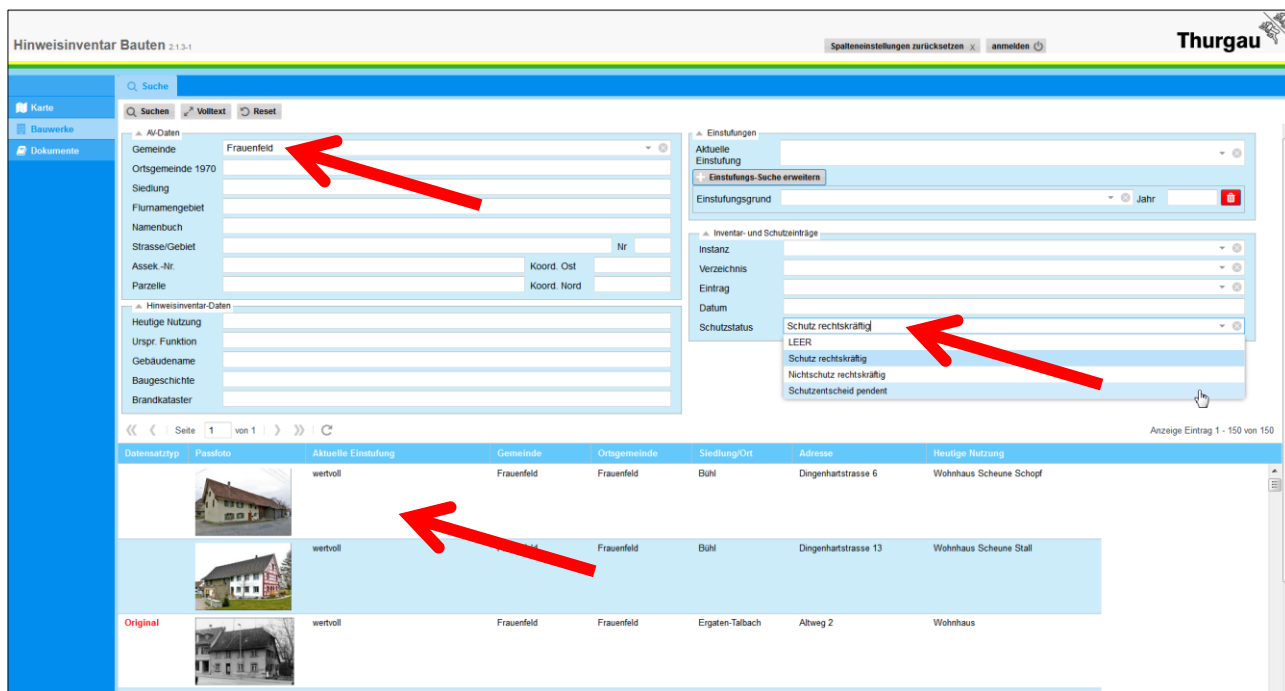 Hinweisinventar Bauten 2.1.3-1
Spalteneinstellungen zurücksetzen x anmelden
Thurgau
Suche
Karte
Bauwerke
Dokumente
Suchen Volltext Reset
AV-Daten
Gemeinde Frauenfeld
Ortsgemeinde 1970
Siedlung
Flurnamengebiet
Namenbuch
Strasse/Gebiet Nr
Assek.-Nr. Koord. Ost
Parzelle Koord. Nord
Hinweisinventar-Daten
Heutige Nutzung
Urspr. Funktion
Gebäudename
Baugeschichte
Brandkataster
Einstufungen
Aktuelle
Einstufung
Einstufungs-Suche erweitern
Einstufungsgrund Jahr
Inventar- und Schutzeinträge
Instanz
Verzeichnis
Eintrag
Datum
Schutzstatus Schutz rechtskräftig
LEER
Schutz rechtskräftig
Nichtschutz rechtskräftig
Schutzentscheid pendent
Seite 1 von 1
Anzeige Eintrag 1 - 150 von 150
Datensatztyp Passfoto Aktuelle Einstufung Gemeinde Ortsgemeinde Siedlung/Ort Adresse Heutige Nutzung
wertvoll Frauenfeld Frauenfeld Bühl Dingenhartstrasse 6 Wohnhaus Scheune Schopf
wertvoll Frauenfeld Bühl Dingenhartstrasse 13 Wohnhaus Scheune Stall
Original wertvoll Frauenfeld Frauenfeld Ergaten-Talbach Altweg 2 Wohnhaus